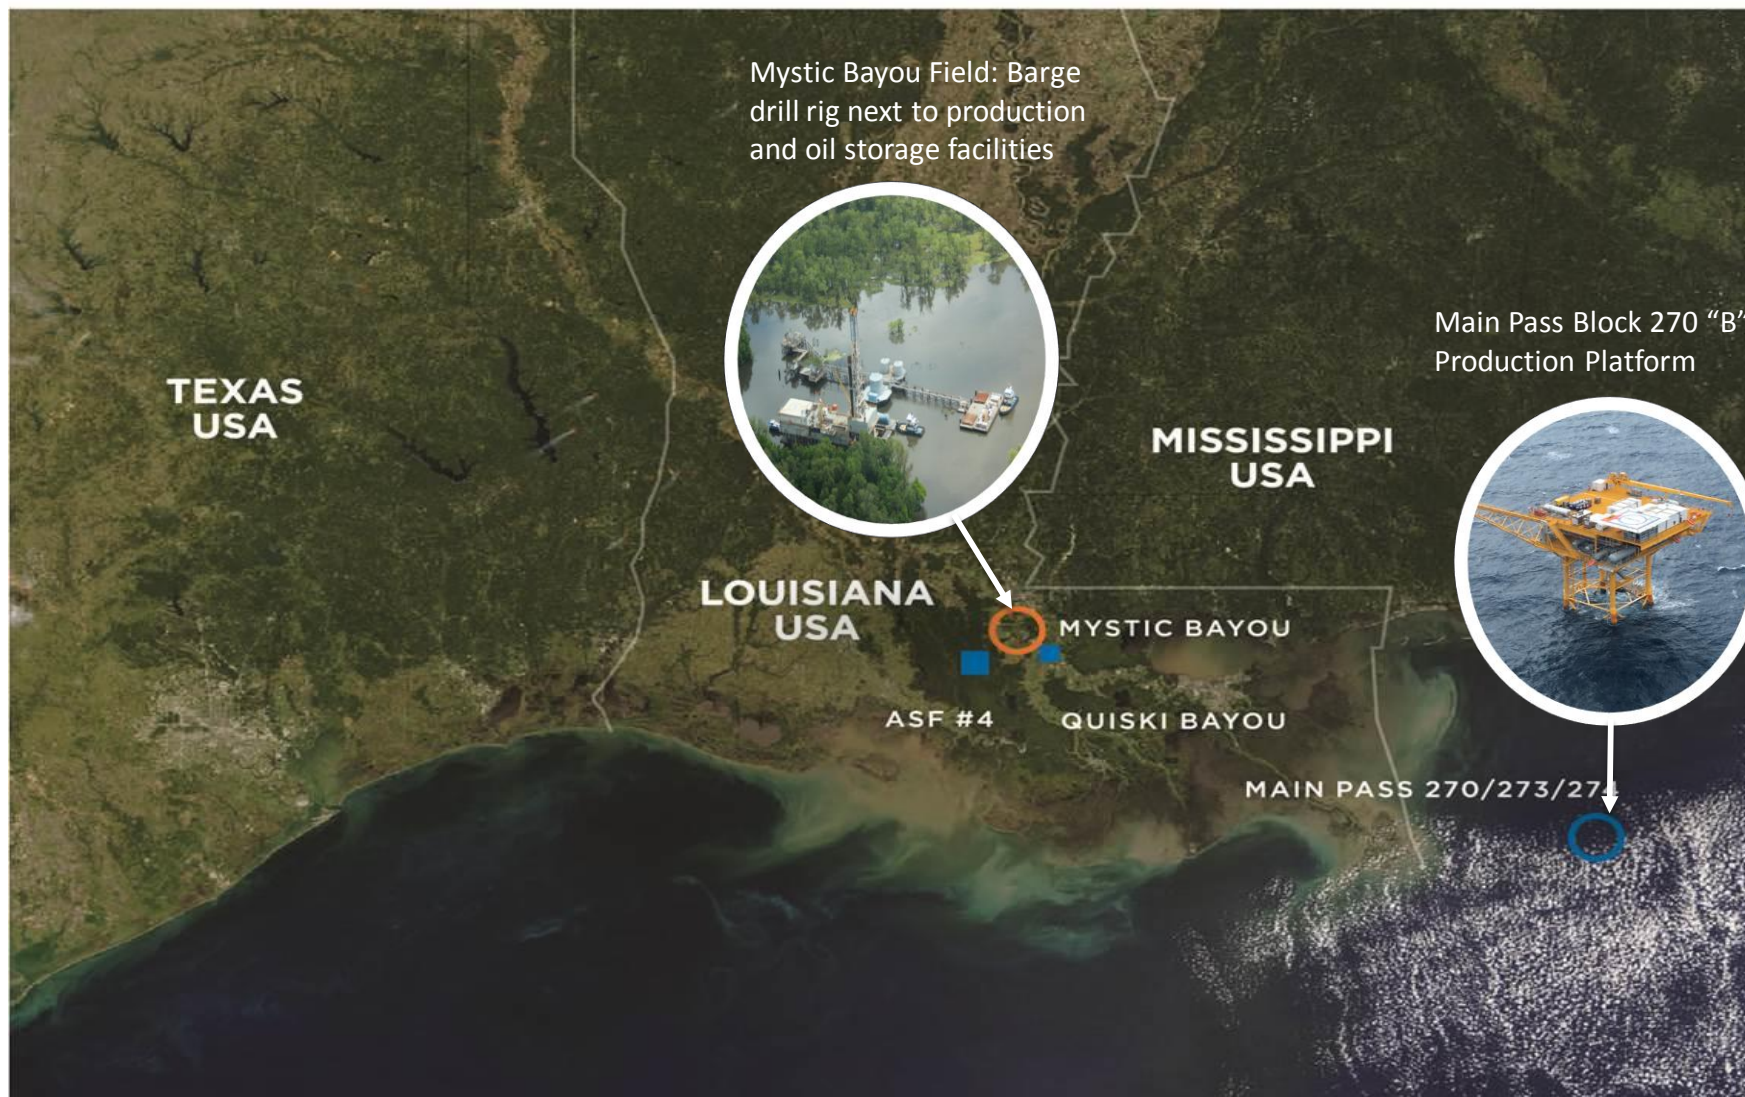 Mystic Bayou Field: Barge
drill rig next to production
and oil storage facilities
Main Pass Block 270 “B”
Production Platform
TEXAS
USA
MISSISSIPPI
USA
LOUISIANA
USA
MYSTIC BAYOU
ASF #4
QUISKI BAYOU
MAIN PASS 270/273/274